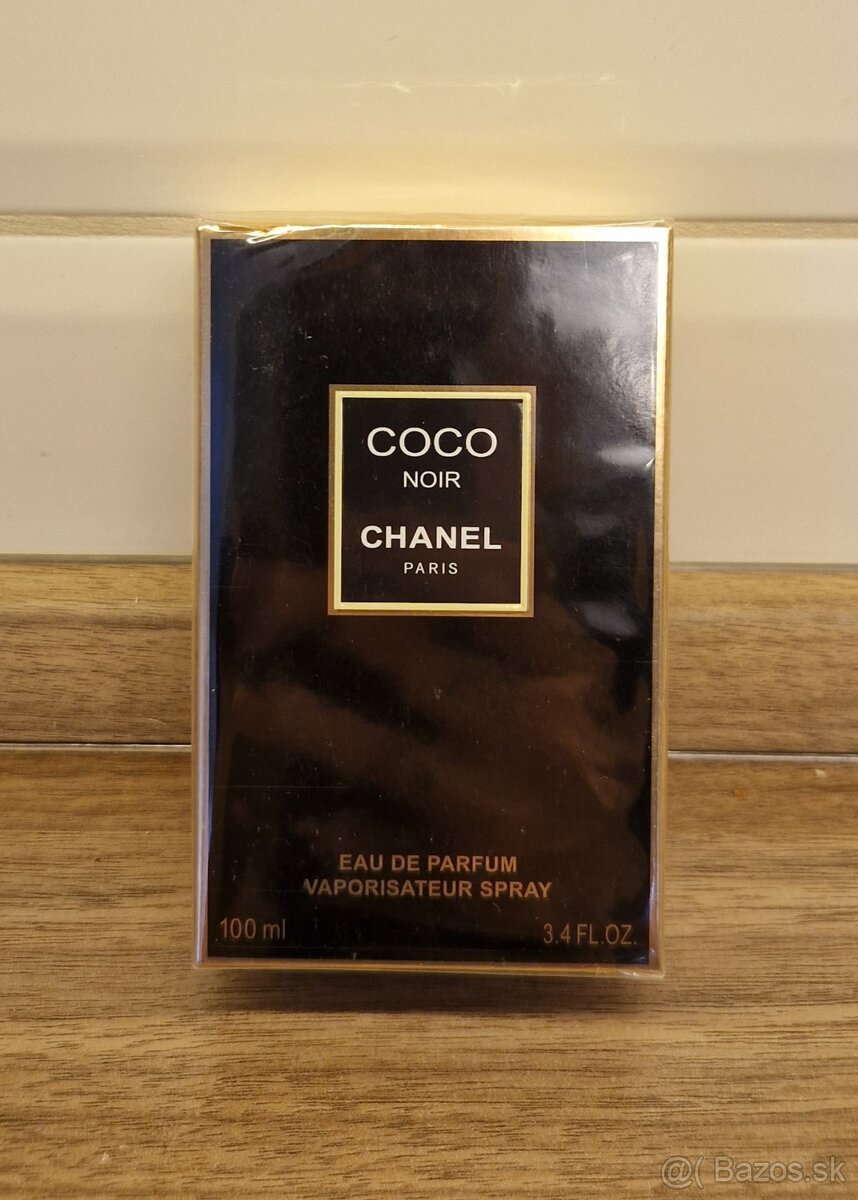 COCO
NOIR
CHANEL
PARIS
EAU DE PARFUM
VAPORISATEUR SPRAY
100 ml
3.4 FL.OZ.
@( Bazos.sk